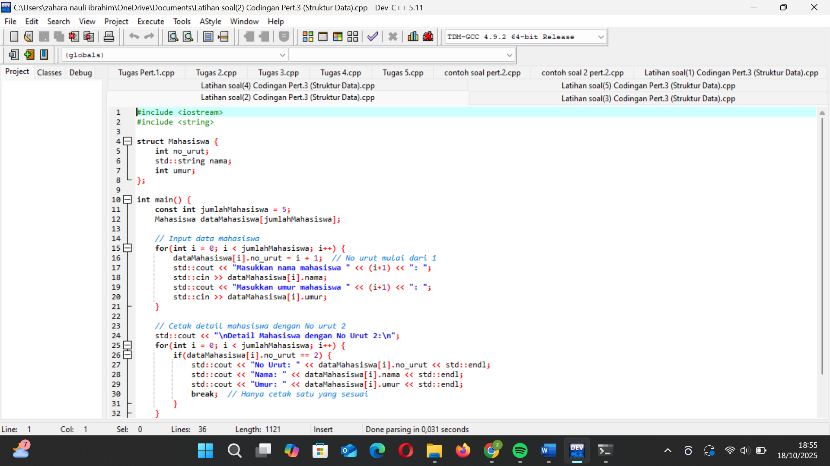 C:\Users\zahara nauli ibrahim\OneDrive\Documents\Latihan soal(2) Codingan Pert.3 (Struktur Data).cpp - Dev-C++ 5.11
File Edit Search View Project Execute Tools AStyle Window Help
TDM-GCC 4.9.2 64-bit Release
(globals)
Project Classes Debug
Tugas Pert.1.cpp Tugas 2.cpp Tugas 3.cpp Tugas 4.cpp Tugas 5.cpp contoh soal pert.2.cpp contoh soal 2 pert.2.cpp Latihan soal(1) Codingan Pert.3 (Struktur Data).cpp
Latihan soal(4) Codingan Pert.3 (Struktur Data).cpp Latihan soal(5) Codingan Pert.3 (Struktur Data).cpp
Latihan soal(2) Codingan Pert.3 (Struktur Data).cpp Latihan soal(3) Codingan Pert.3 (Struktur Data).cpp
1 #include <iostream>
2 #include <string>
3
4 struct Mahasiswa {
5 int no_urut;
6 std::string nama;
7 int umur;
8 };
9
10 int main() {
11 const int jumlahMahasiswa = 5;
12 Mahasiswa dataMahasiswa[jumlahMahasiswa];
13
14 // Input data mahasiswa
15 for(int i = 0; i < jumlahMahasiswa; i++) {
16 dataMahasiswa[i].no_urut = i + 1; // No urut mulai dari 1
17 std::cout << "Masukkan nama mahasiswa " << (i+1) << ": ";
18 std::cin >> dataMahasiswa[i].nama;
19 std::cout << "Masukkan umur mahasiswa " << (i+1) << ": ";
20 std::cin >> dataMahasiswa[i].umur;
21 }
22
23 // Cetak detail mahasiswa dengan No urut 2
24 std::cout << "\nDetail Mahasiswa dengan No Urut 2:\n";
25 for(int i = 0; i < jumlahMahasiswa; i++) {
26 if(dataMahasiswa[i].no_urut == 2) {
27 std::cout << "No Urut: " << dataMahasiswa[i].no_urut << std::endl;
28 std::cout << "Nama: " << dataMahasiswa[i].nama << std::endl;
29 std::cout << "Umur: " << dataMahasiswa[i].umur << std::endl;
30 break; // Hanya cetak satu yang sesuai
31 }
32 }
Line: 1 Col: 1 Sel: 0 Lines: 36 Length: 1121 Insert Done parsing in 0,031 seconds
18:55
18/10/2025